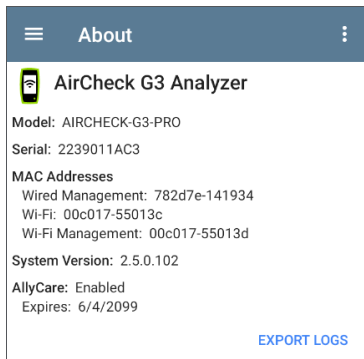 About
AirCheck G3 Analyzer
Model: AIRCHECK-G3-PRO
Serial: 2239011AC3
MAC Addresses
Wired Management: 782d7e-141934
Wi-Fi: 00c017-55013c
Wi-Fi Management: 00c017-55013d
System Version: 2.5.0.102
AllyCare: Enabled
Expires: 6/4/2099
EXPORT LOGS